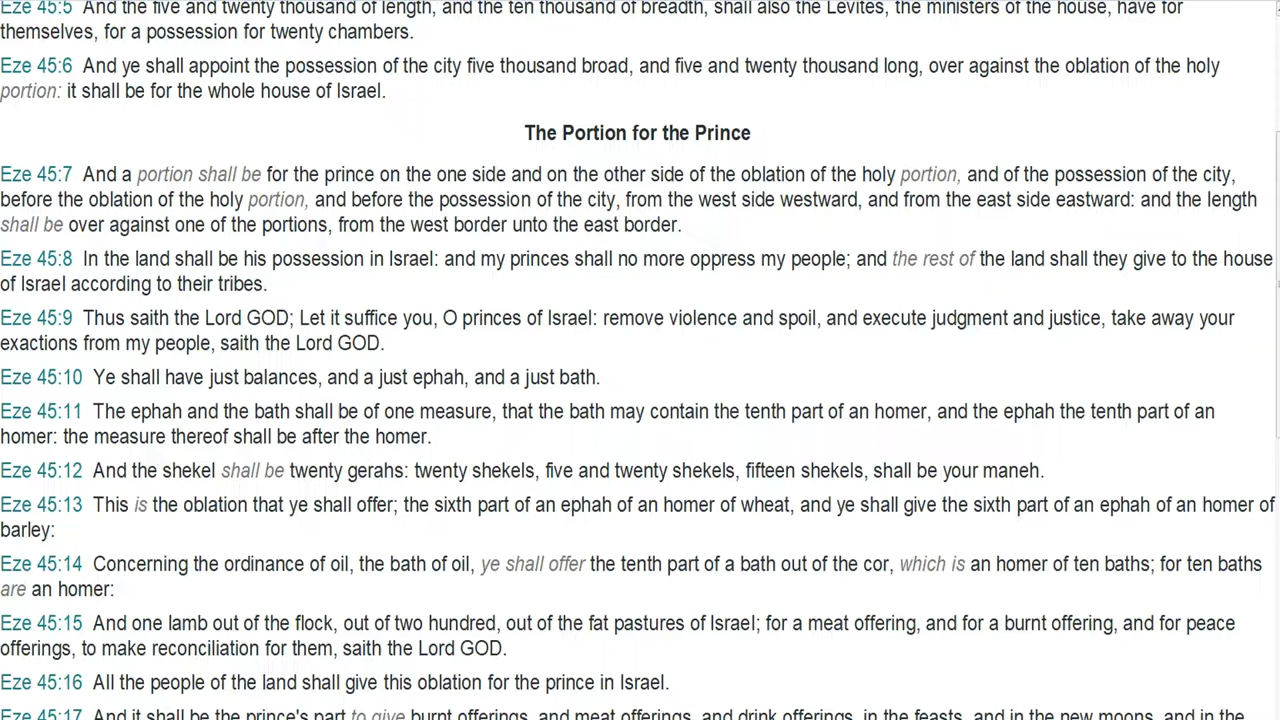 Eze 45:5 And the five and twenty thousand of length, and the ten thousand of breadth, shall also the Levites, the ministers of the house, have for
themselves, for a possession for twenty chambers.
Eze 45:6 And ye shall appoint the possession of the city five thousand broad, and five and twenty thousand long, over against the oblation of the holy
portion: it shall be for the whole house of Israel.
The Portion for the Prince
Eze 45:7 And a portion shall be for the prince on the one side and on the other side of the oblation of the holy portion, and of the possession of the city,
before the oblation of the holy portion, and before the possession of the city, from the west side westward, and from the east side eastward: and the length
shall be over against one of the portions, from the west border unto the east border.
Eze 45:8 In the land shall be his possession in Israel: and my princes shall no more oppress my people; and the rest of the land shall they give to the house
of Israel according to their tribes.
Eze 45:9 Thus saith the Lord GOD; Let it suffice you, O princes of Israel: remove violence and spoil, and execute judgment and justice, take away your
exactions from my people, saith the Lord GOD.
Eze 45:10 Ye shall have just balances, and a just ephah, and a just bath.
Eze 45:11 The ephah and the bath shall be of one measure, that the bath may contain the tenth part of an homer, and the ephah the tenth part of an
homer: the measure thereof shall be after the homer.
Eze 45:12 And the shekel shall be twenty gerahs: twenty shekels, five and twenty shekels, fifteen shekels, shall be your maneh.
Eze 45:13 This is the oblation that ye shall offer; the sixth part of an ephah of an homer of wheat, and ye shall give the sixth part of an ephah of an homer of
barley:
Eze 45:14 Concerning the ordinance of oil, the bath of oil, ye shall offer the tenth part of a bath out of the cor, which is an homer of ten baths; for ten baths
are an homer:
Eze 45:15 And one lamb out of the flock, out of two hundred, out of the fat pastures of Israel; for a meat offering, and for a burnt offering, and for peace
offerings, to make reconciliation for them, saith the Lord GOD.
Eze 45:16 All the people of the land shall give this oblation for the prince in Israel.
Eze 45:17 And it shall be the prince's part to give burnt offerings, and meat offerings, and drink offerings, in the feasts, and in the new moons, and in the